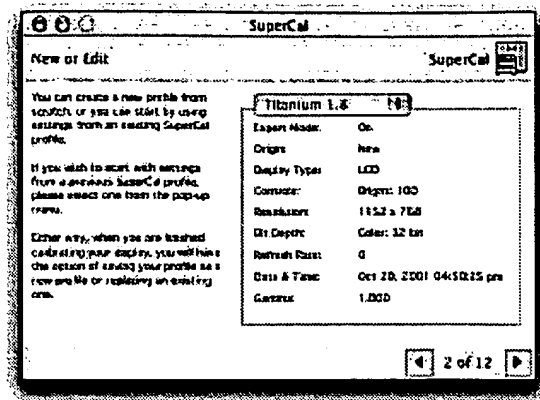 SuperCal
New or Edit
SuperCal
You can create a new profile from
scratch, or you can start by using
settings from an existing SuperCal
profile.
If you wish to start with settings
from a previous SuperCal profile,
please select one from the pop-up
menu.
Either way, when you are finished
calibrating your display, you will have
the option of saving your profile as a
new profile or replacing an existing
one.
Titanium 1.8
Expert Mode: On
Origin: New
Display Type: LCD
Contrast: Bright: 100
Resolution: 1152 x 768
Bit Depth: Color: 32 bit
Refresh Rate: 0
Date & Time: Oct 20, 2001 04:50:25 pm
Gamma: 1.800
2 of 12